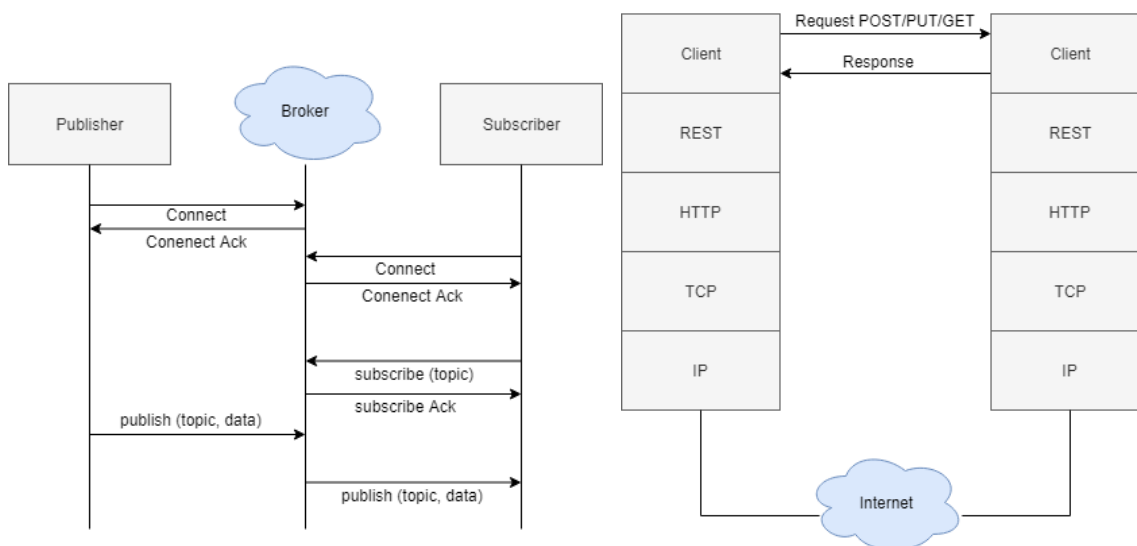 Publisher
Broker
Subscriber
Connect
Conenect Ack
Connect
Conenect Ack
subscribe (topic)
subscribe Ack
publish (topic, data)
publish (topic, data)
Request POST/PUT/GET
Response
Client
REST
HTTP
TCP
IP
Client
REST
HTTP
TCP
IP
Internet